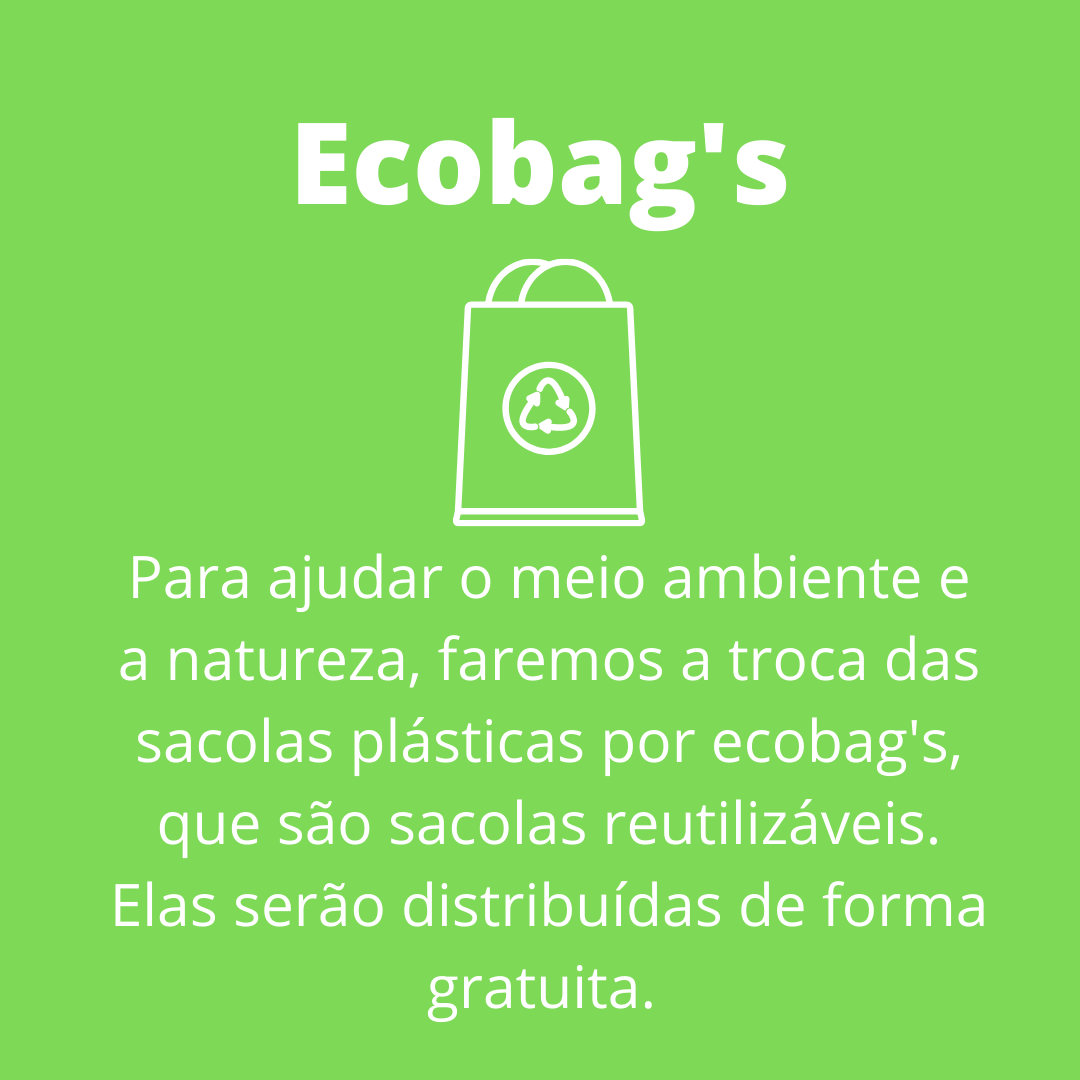 Ecobag's
Para ajudar o meio ambiente e
a natureza, faremos a troca das
sacolas plásticas por ecobag's,
que são sacolas reutilizáveis.
Elas serão distribuídas de forma
gratuita.